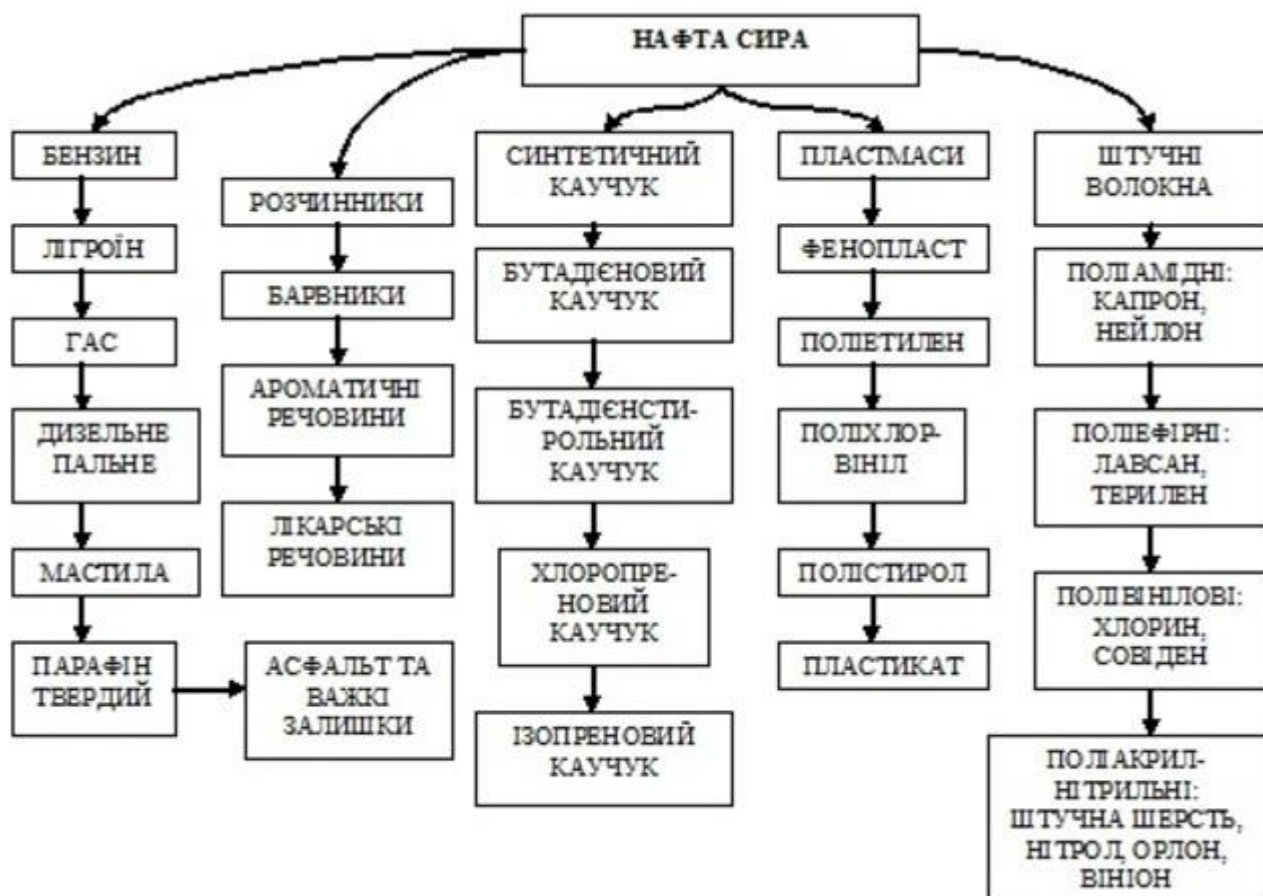 НАФТА СИРА
БЕНЗИН
ЛІГРОЇН
ГАС
ДИЗЕЛЬНЕ
ПАЛЬНЕ
МАСТИЛА
ПАРАФІН
ТВЕРДИЙ
АСФАЛЬТ ТА
ВАЖКІ
ЗАЛИШКИ
РОЗЧИННИКИ
БАРВНИКИ
АРОМАТИЧНІ
РЕЧОВИНИ
ЛІКАРСЬКІ
РЕЧОВИНИ
СИНТЕТИЧНИЙ
КАУЧУК
БУТАДІЄНОВИЙ
КАУЧУК
БУТАДІЄНСТИ-
РОЛЬНИЙ
КАУЧУК
ХЛОРОПРЕ-
НОВИЙ
КАУЧУК
ІЗОПРЕНОВИЙ
КАУЧУК
ПЛАСТМАСИ
ФЕНОПЛАСТ
ПОЛІЕТИЛЕН
ПОЛІХЛОР-
ВІНІЛ
ПОЛІСТИРОЛ
ПЛАСТИКАТ
ШТУЧНІ
ВОЛОКНА
ПОЛІАМІДНІ:
КАПРОН,
НЕЙЛОН
ПОЛІЕФІРНІ:
ЛАВСАН,
ТЕРИЛЕН
ПОЛІВІНІЛОВІ:
ХЛОРИН,
СОВІДЕН
ПОЛІАКРИЛ-
НІТРИЛЬНІ:
ШТУЧНА ШЕРСТЬ,
НІТРОЛ, ОРЛОН,
ВІНІОН